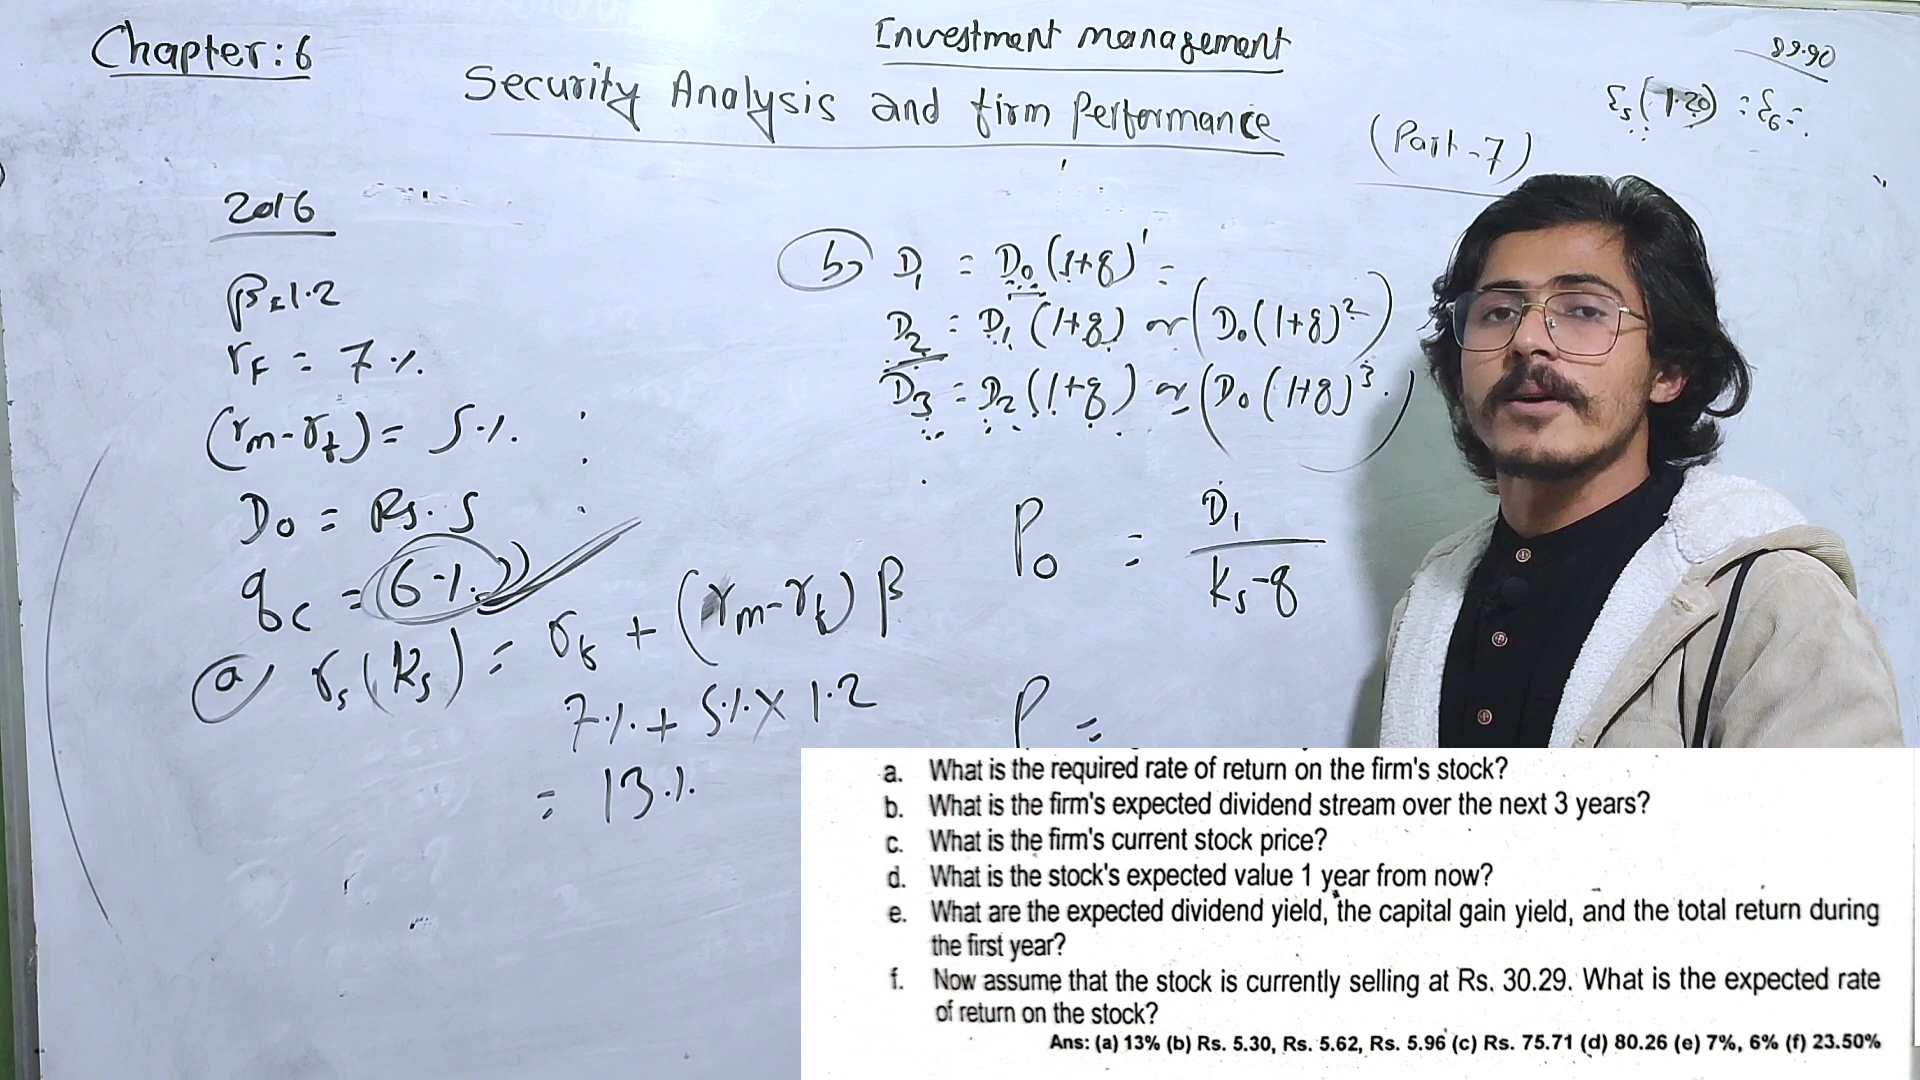 Chapter: 6
Investment management
Security Analysis and firm Performance
(Part-7)
89.90
E₅(1.20) = E₆ =
2016
β = 1.2
rF = 7%
(rm - rf) = 5%
D₀ = Rs. 5
gc = 6%
a) rs (ks) = rf + (rm - rf) β
7% + 5% × 1.2
= 13%
b) D₁ = D₀ (1+g)¹ =
D₂ = D₁ (1+g) or (D₀ (1+g)²)
D₃ = D₂ (1+g) or (D₀ (1+g)³)
P₀ = D₁ / ks - g
P =
a. What is the required rate of return on the firm's stock?
b. What is the firm's expected dividend stream over the next 3 years?
c. What is the firm's current stock price?
d. What is the stock's expected value 1 year from now?
e. What are the expected dividend yield, the capital gain yield, and the total return during
the first year?
f. Now assume that the stock is currently selling at Rs. 30.29. What is the expected rate
of return on the stock?
Ans: (a) 13% (b) Rs. 5.30, Rs. 5.62, Rs. 5.96 (c) Rs. 75.71 (d) 80.26 (e) 7%, 6% (f) 23.50%